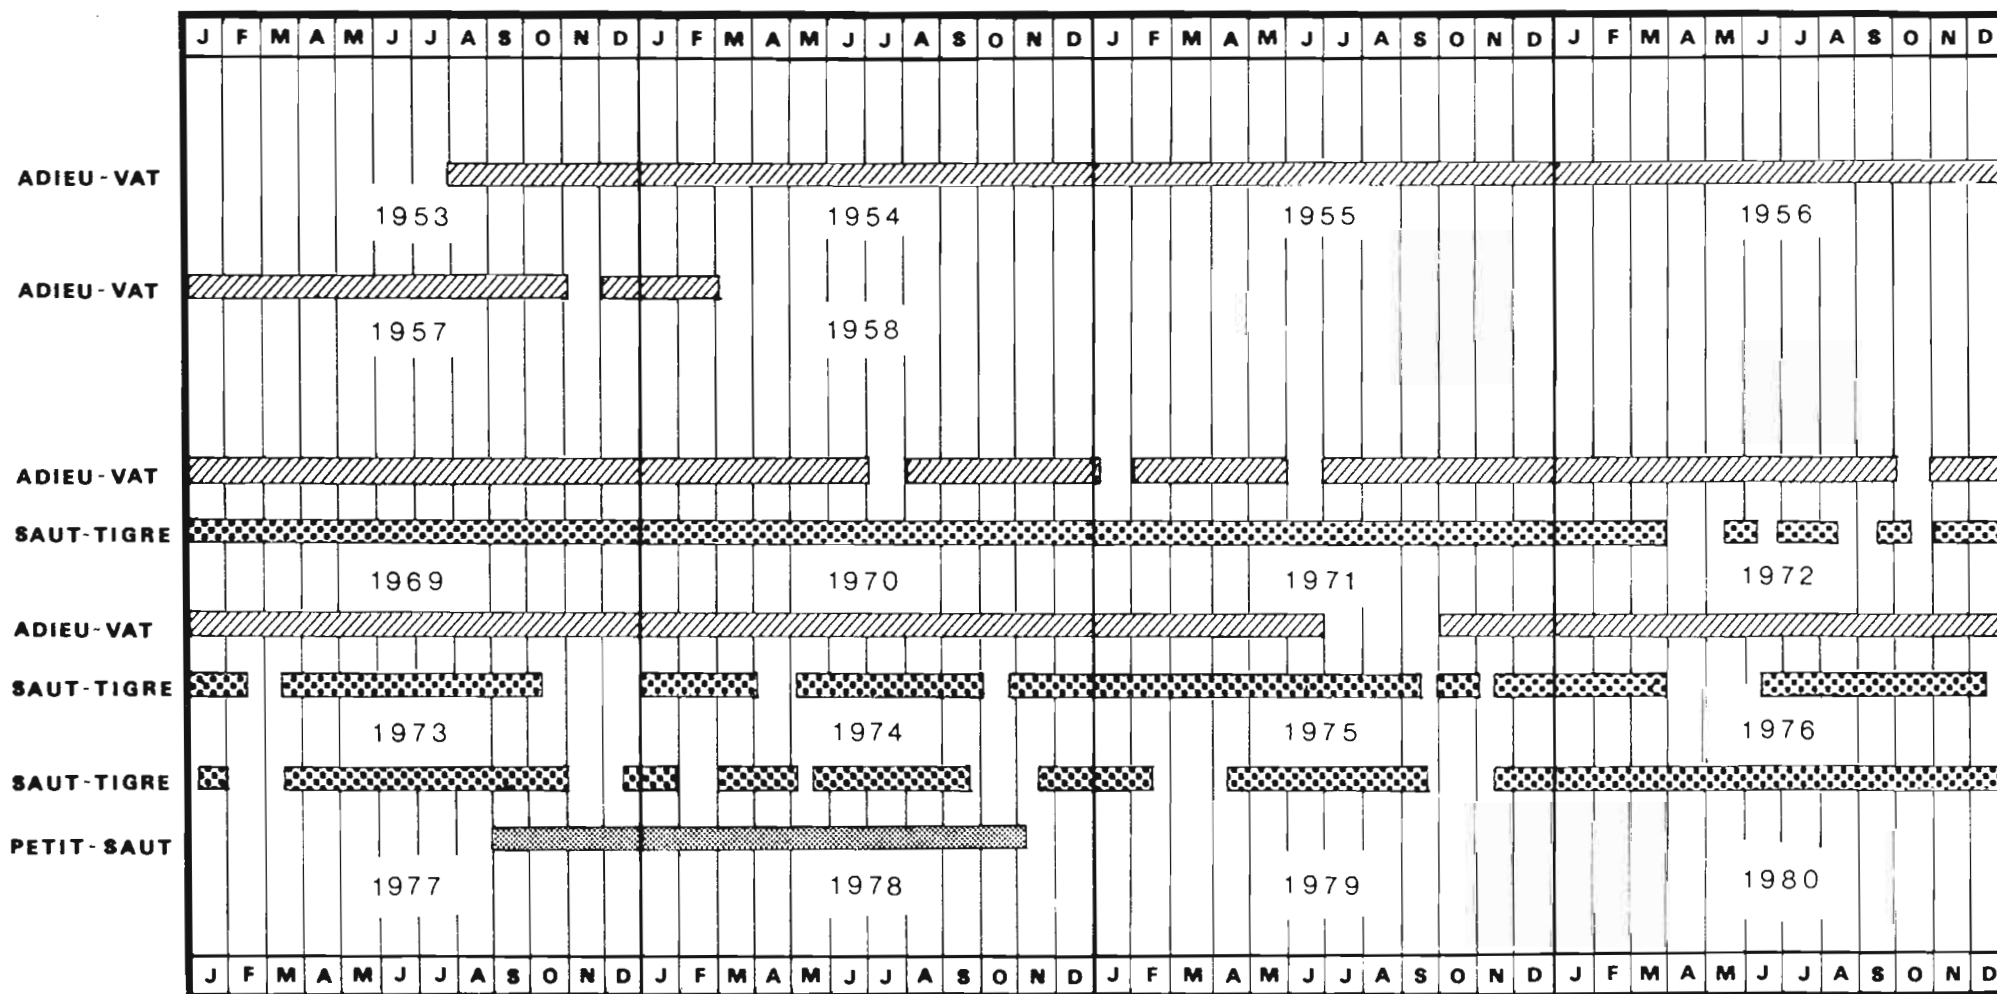 J F M A M J J A S O N D J F M A M J J A S O N D J F M A M J J A S O N D J F M A M J J A S O N D
ADIEU-VAT
1953 1954 1955 1956
ADIEU-VAT
1957 1958
ADIEU-VAT
SAUT-TIGRE
1969 1970 1971 1972
ADIEU-VAT
SAUT-TIGRE
1973 1974 1975 1976
SAUT-TIGRE
PETIT-SAUT
1977 1978 1979 1980
J F M A M J J A S O N D J F M A M J J A S O N D J F M A M J J A S O N D J F M A M J J A S O N D